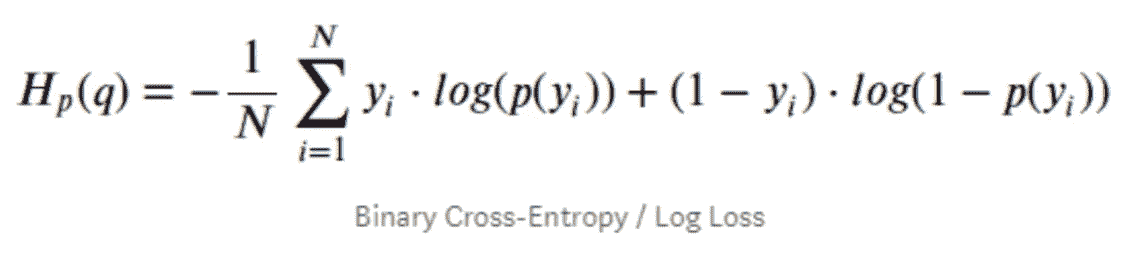 H_p(q) = -\frac{1}{N} \sum_{i=1}^{N} y_i \cdot log(p(y_i)) + (1 - y_i) \cdot log(1 - p(y_i))
Binary Cross-Entropy / Log Loss